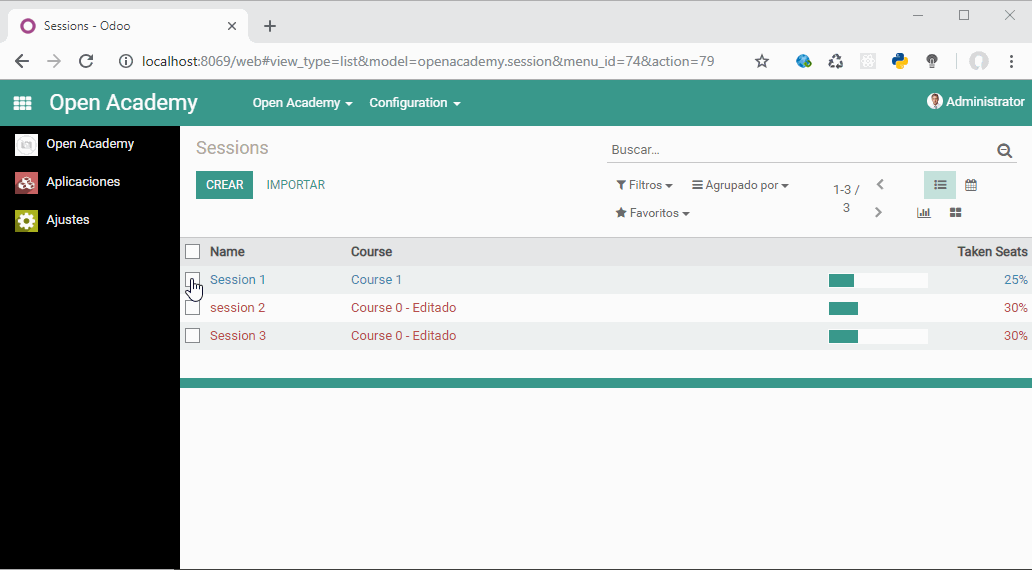 Sessions - Odoo
localhost:8069/web#view_type=list&model=openacademy.session&menu_id=74&action=79
Open Academy
Open Academy
Configuration
Administrator
Open Academy
Aplicaciones
Ajustes
Sessions
Buscar...
CREAR
IMPORTAR
Filtros
Agrupado por
1-3 /
3
Favoritos
Name Course Taken Seats
Session 1 Course 1 25%
session 2 Course 0 - Editado 30%
Session 3 Course 0 - Editado 30%